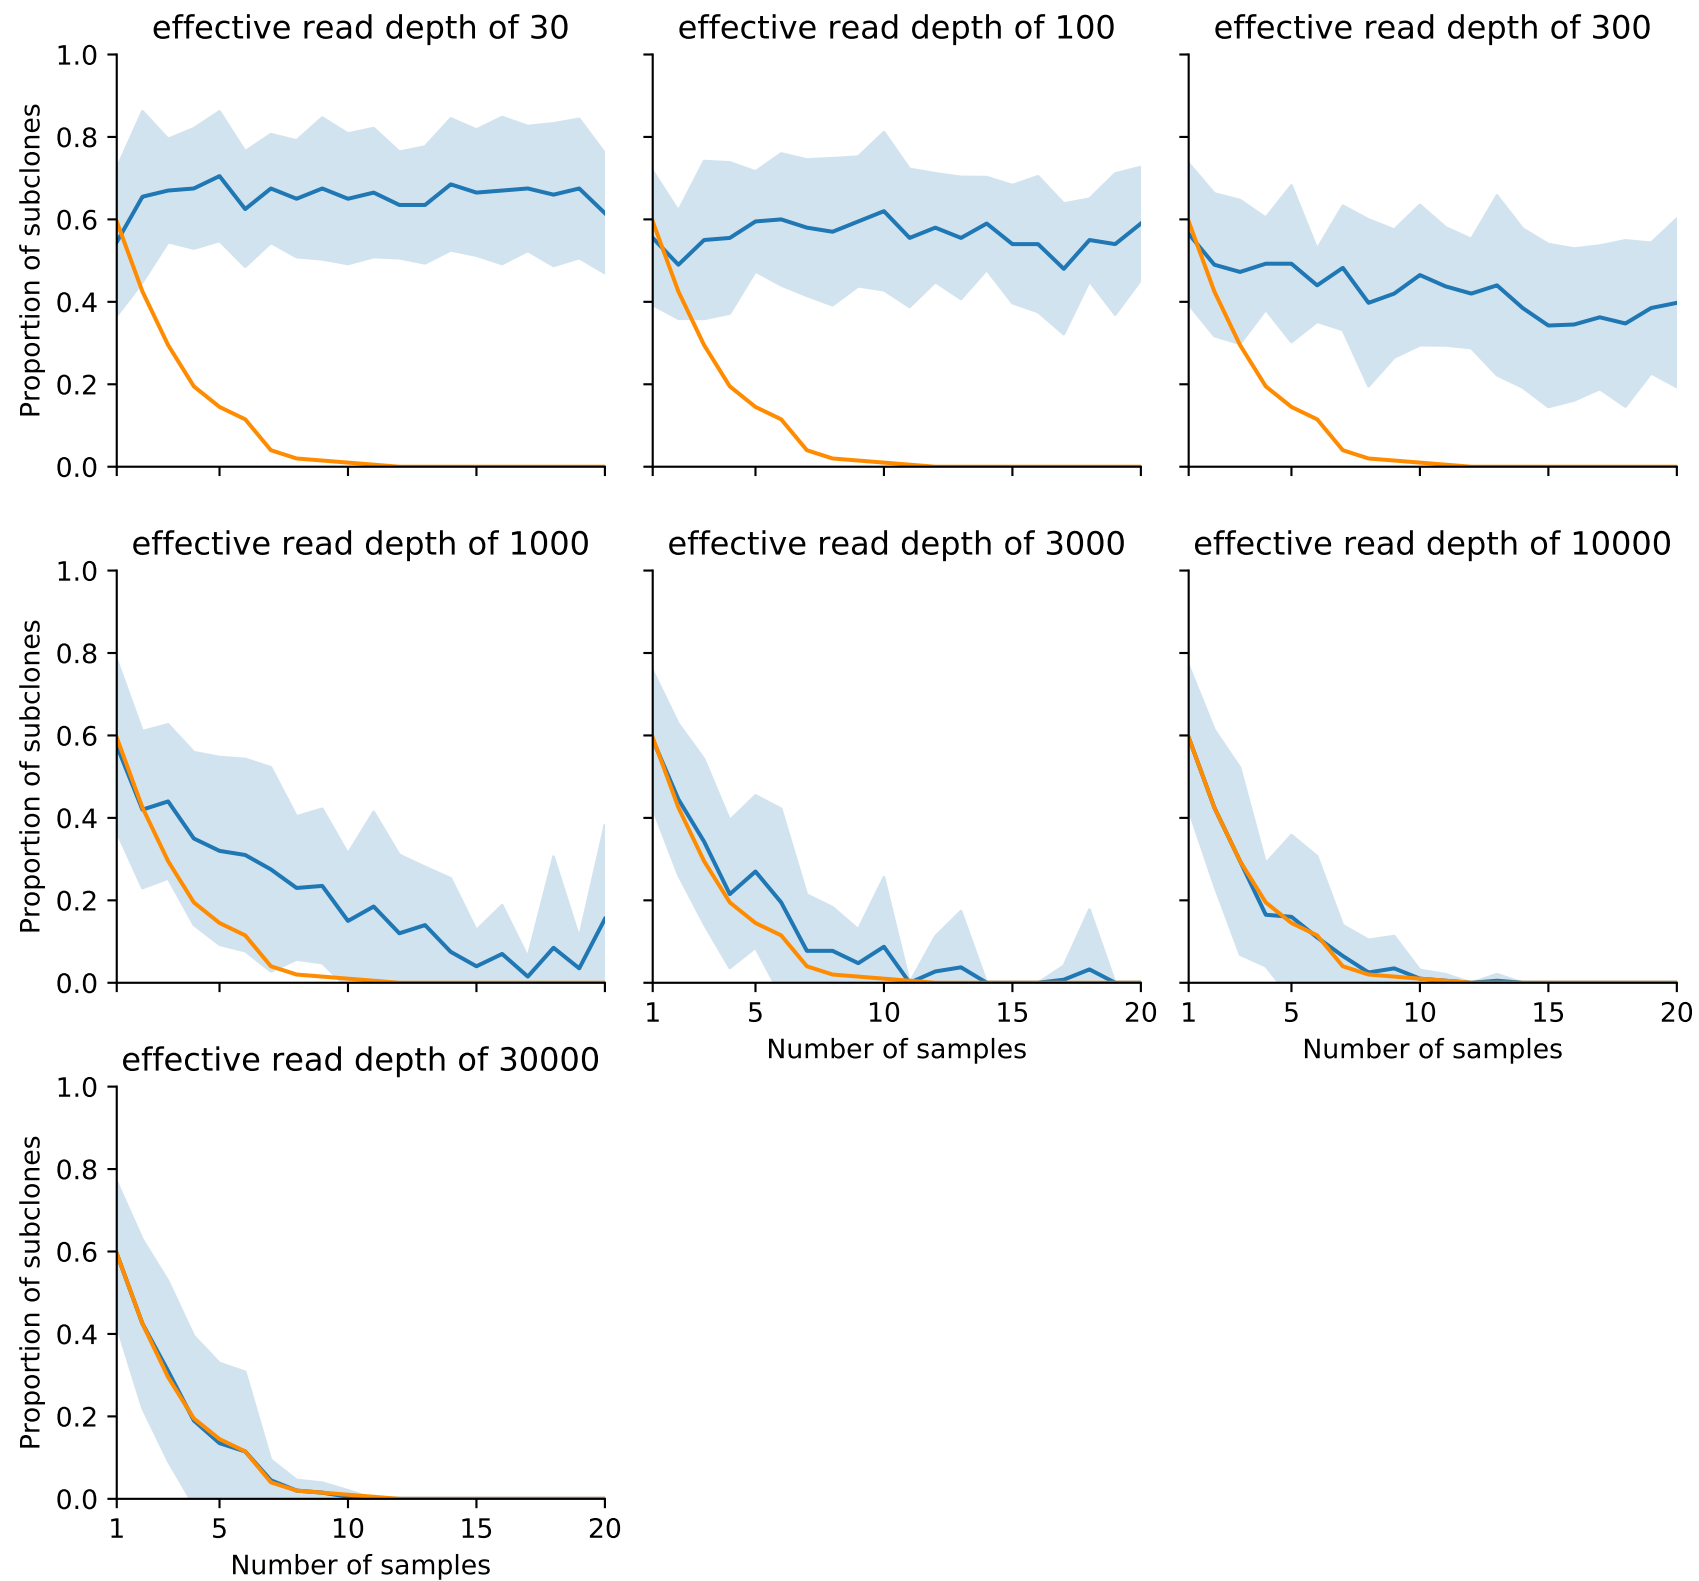 effective read depth of 30
effective read depth of 100
effective read depth of 300
Proportion of subclones
1.0
0.8
0.6
0.4
0.2
0.0
effective read depth of 1000
effective read depth of 3000
effective read depth of 10000
Proportion of subclones
1.0
0.8
0.6
0.4
0.2
0.0
1 5 10 15 20
Number of samples
1 5 10 15 20
Number of samples
effective read depth of 30000
Proportion of subclones
1.0
0.8
0.6
0.4
0.2
0.0
1 5 10 15 20
Number of samples